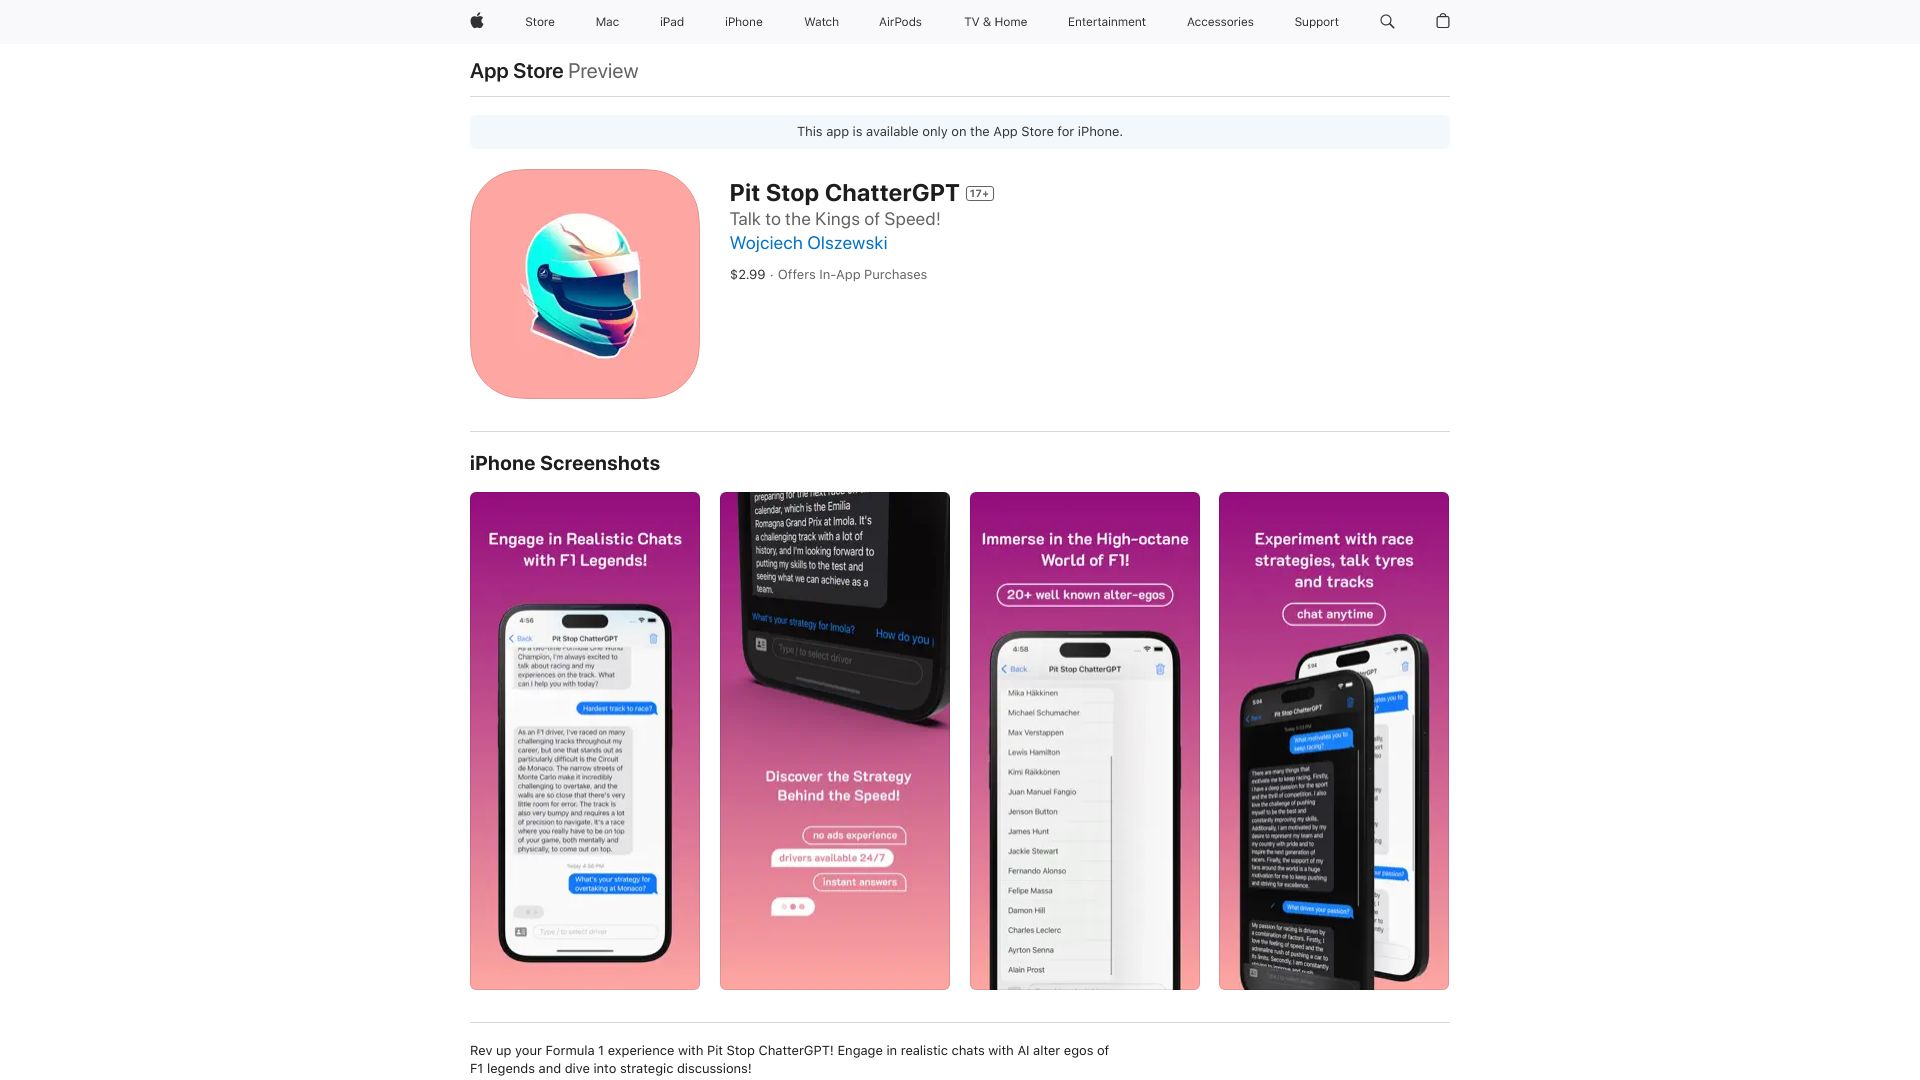 Store
Mac
iPad
iPhone
Watch
AirPods
TV & Home
Entertainment
Accessories
Support
App Store Preview
This app is available only on the App Store for iPhone.
Pit Stop ChatterGPT 17+
Talk to the Kings of Speed!
Wojciech Olszewski
$2.99 · Offers In-App Purchases
iPhone Screenshots
Engage in Realistic Chats
with F1 Legends!
4:56
Back
Pit Stop ChatterGPT
As a two-time Formula One World
Champion, I'm always excited to
talk about racing and my
experiences on the track. What
can I help you with today?
Hardest track to race?
As an F1 driver, I've raced on many
challenging tracks throughout my
career, but one that stands out as
particularly difficult is the Circuit
de Monaco. The narrow streets of
Monte Carlo make it incredibly
challenging to overtake, and the
walls are so close that there's very
little room for error. The track is
also very bumpy and requires a lot
of precision to navigate. It's a race
where you really have to be on top
of your game, both mentally and
physically, to come out on top.
Today 4:56 PM
What's your strategy for
overtaking at Monaco?
Type / to select driver
preparing for the next race on the
calendar, which is the Emilia
Romagna Grand Prix at Imola. It's
a challenging track with a lot of
history, and I'm looking forward to
putting my skills to the test and
seeing what we can achieve as a
team.
What's your strategy for Imola?
How do you
Type / to select driver
Discover the Strategy
Behind the Speed!
no ads experience
drivers available 24/7
instant answers
Immerse in the High-octane
World of F1!
20+ well known alter-egos
4:58
Back
Pit Stop ChatterGPT
Mika Häkkinen
Michael Schumacher
Max Verstappen
Lewis Hamilton
Kimi Räikkönen
Juan Manuel Fangio
Jenson Button
James Hunt
Jackie Stewart
Fernando Alonso
Felipe Massa
Damon Hill
Charles Leclerc
Ayrton Senna
Alain Prost
Experiment with race
strategies, talk tyres
and tracks
chat anytime
5:04
5:04
Back
Pit Stop ChatterGPT
What motivates you to
keep racing?
There are many things that
motivate me to keep racing. Firstly,
I have a deep passion for the sport
and the thrill of competition. I also
love the challenge of pushing
myself to be the best and
constantly improving my skills.
Additionally, I am motivated by my
desire to represent my team and
my country with pride and to
inspire the next generation of
racers. Finally, the support of my
fans around the world is a huge
motivation for me to keep pushing
and striving for excellence.
What drives your passion?
My passion for racing is driven by
a combination of factors. Firstly, I
love the feeling of speed and the
adrenaline rush of pushing a car to
its limits. Secondly, I am constantly
Rev up your Formula 1 experience with Pit Stop ChatterGPT! Engage in realistic chats with AI alter egos of
F1 legends and dive into strategic discussions!